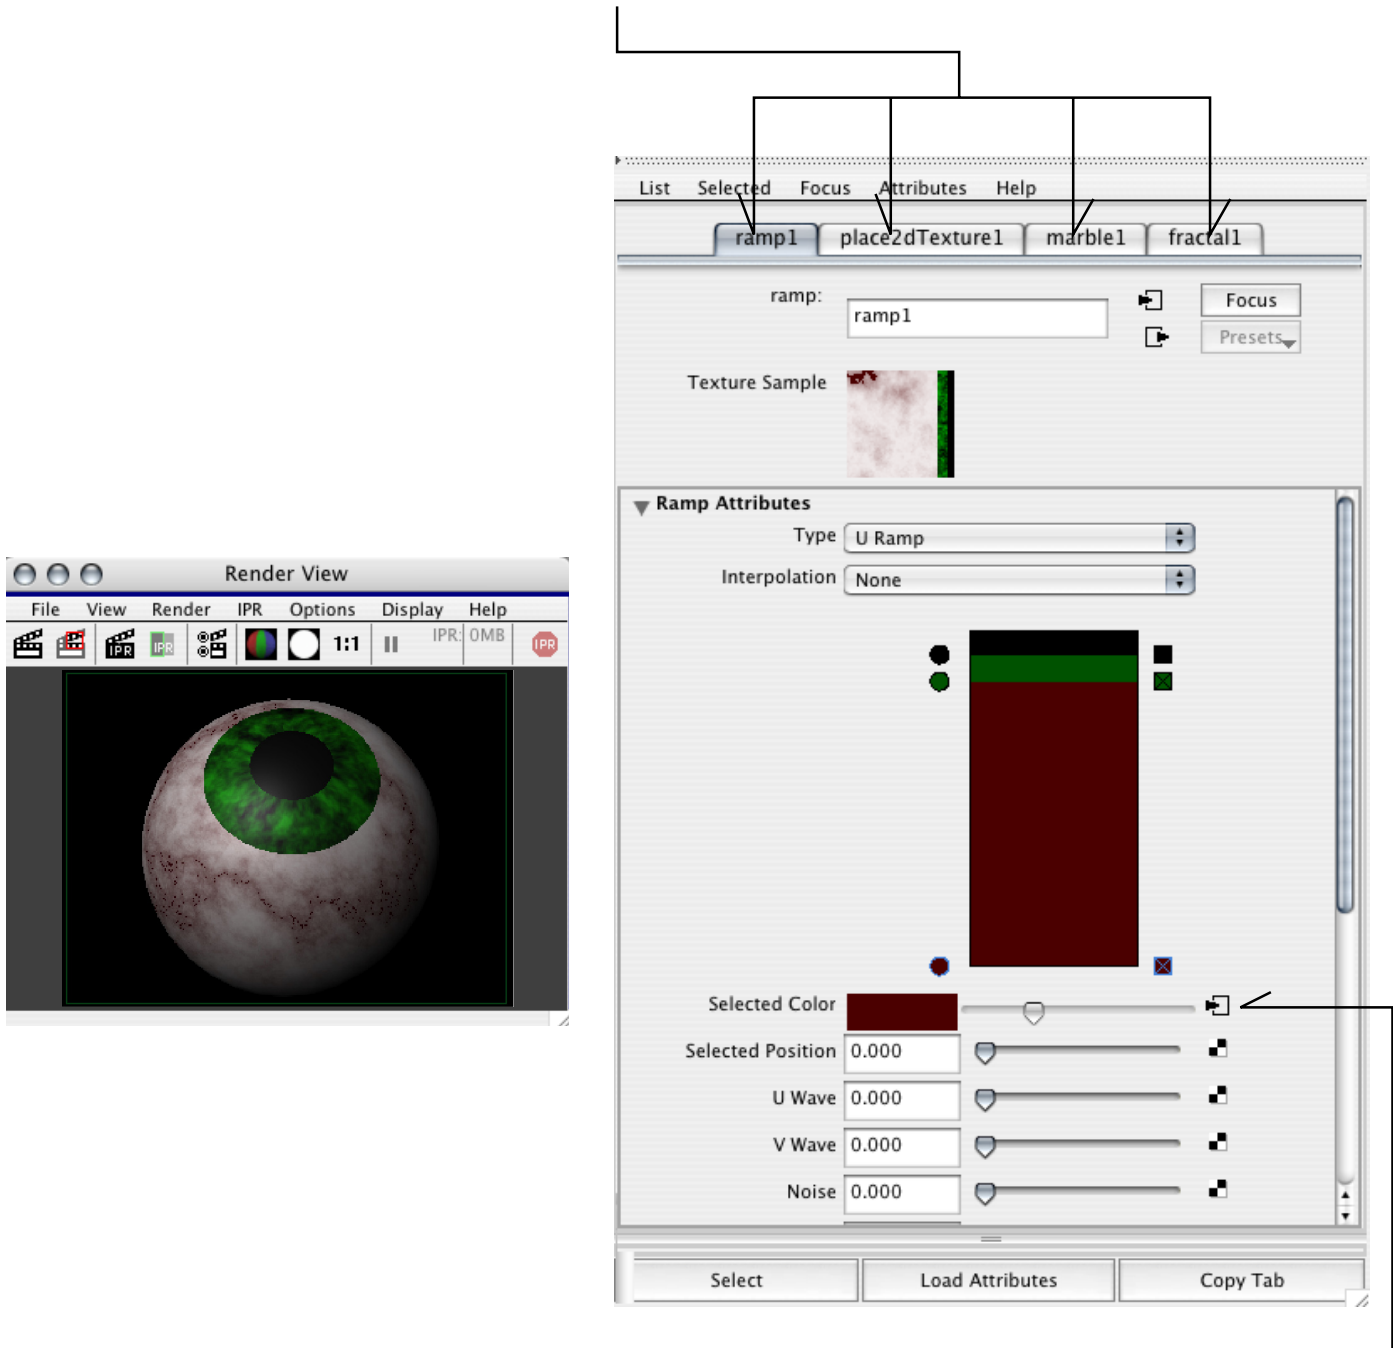 List Selected Focus Attributes Help
ramp1 place2dTexture1 marble1 fractal1
ramp: ramp1 Focus
Presets
Texture Sample
Ramp Attributes
Type U Ramp
Interpolation None
Selected Color
Selected Position 0.000
U Wave 0.000
V Wave 0.000
Noise 0.000
Select Load Attributes Copy Tab
Render View
File View Render IPR Options Display Help
IPR IPR 1:1 IPR: 0MB IPR